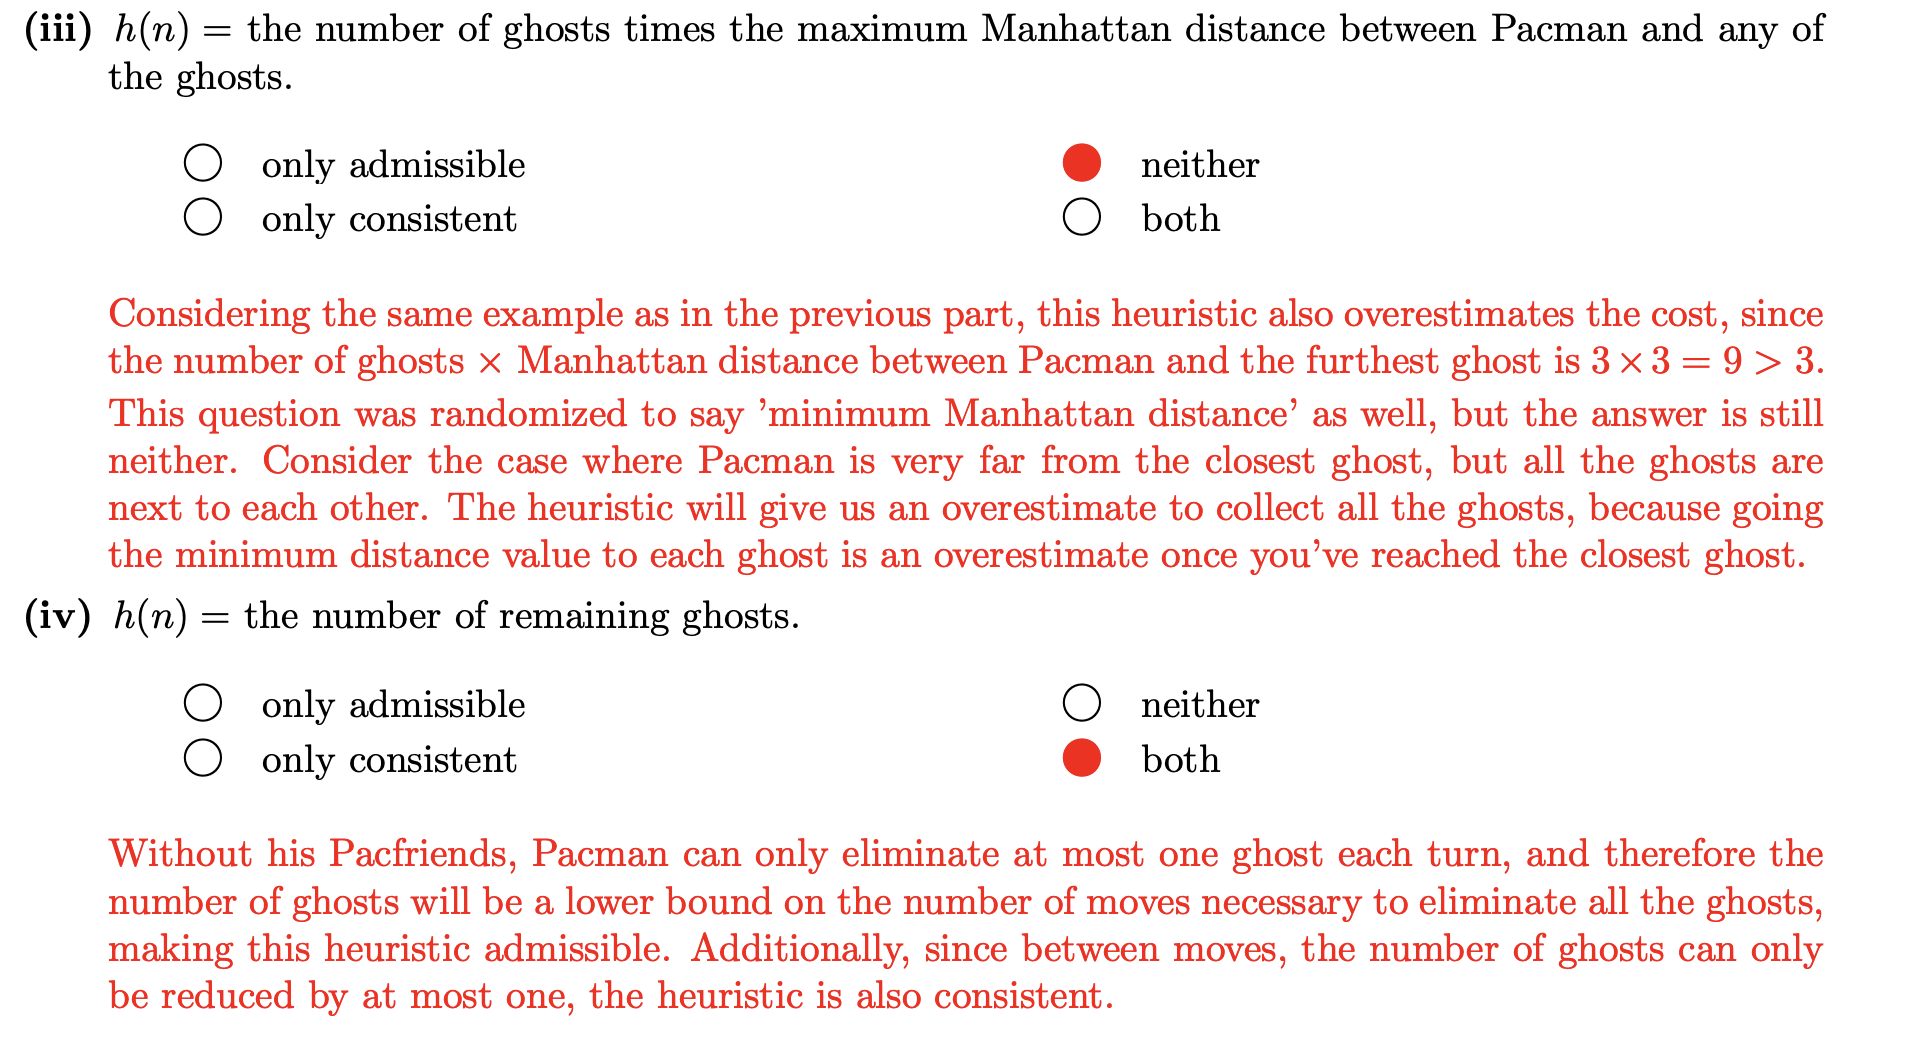 (iii) h(n) = the number of ghosts times the maximum Manhattan distance between Pacman and any of
the ghosts.
only admissible
only consistent
neither
both
Considering the same example as in the previous part, this heuristic also overestimates the cost, since
the number of ghosts × Manhattan distance between Pacman and the furthest ghost is 3 × 3 = 9 > 3.
This question was randomized to say ’minimum Manhattan distance’ as well, but the answer is still
neither. Consider the case where Pacman is very far from the closest ghost, but all the ghosts are
next to each other. The heuristic will give us an overestimate to collect all the ghosts, because going
the minimum distance value to each ghost is an overestimate once you’ve reached the closest ghost.
(iv) h(n) = the number of remaining ghosts.
only admissible
only consistent
neither
both
Without his Pacfriends, Pacman can only eliminate at most one ghost each turn, and therefore the
number of ghosts will be a lower bound on the number of moves necessary to eliminate all the ghosts,
making this heuristic admissible. Additionally, since between moves, the number of ghosts can only
be reduced by at most one, the heuristic is also consistent.